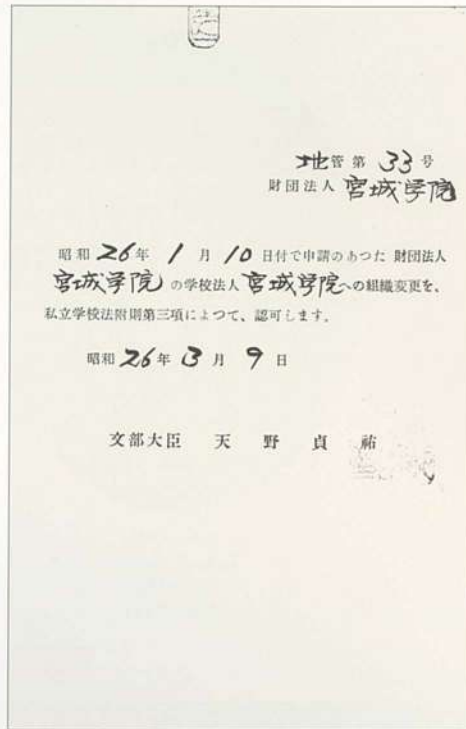 地管第33号
財団法人 宮城学院
昭和26年1月10日付で申請のあつた 財団法人
宮城学院の学校法人宮城学院への組織変更を、
私立学校法附則第三項によつて、認可します。
昭和26年3月9日
文部大臣 天野貞祐